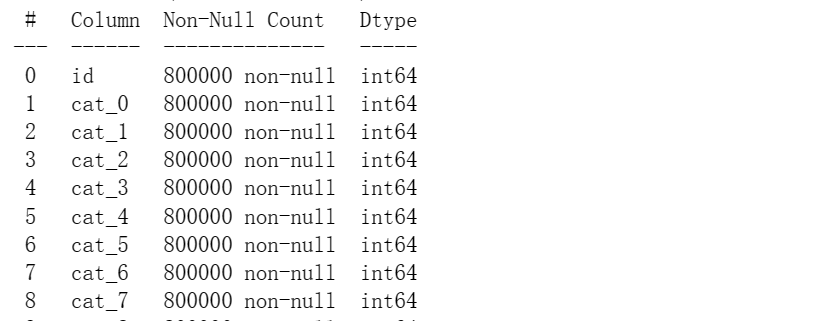 #   Column  Non-Null Count   Dtype
---  ------  --------------   -----
0   id      800000 non-null  int64
1   cat_0   800000 non-null  int64
2   cat_1   800000 non-null  int64
3   cat_2   800000 non-null  int64
4   cat_3   800000 non-null  int64
5   cat_4   800000 non-null  int64
6   cat_5   800000 non-null  int64
7   cat_6   800000 non-null  int64
8   cat_7   800000 non-null  int64